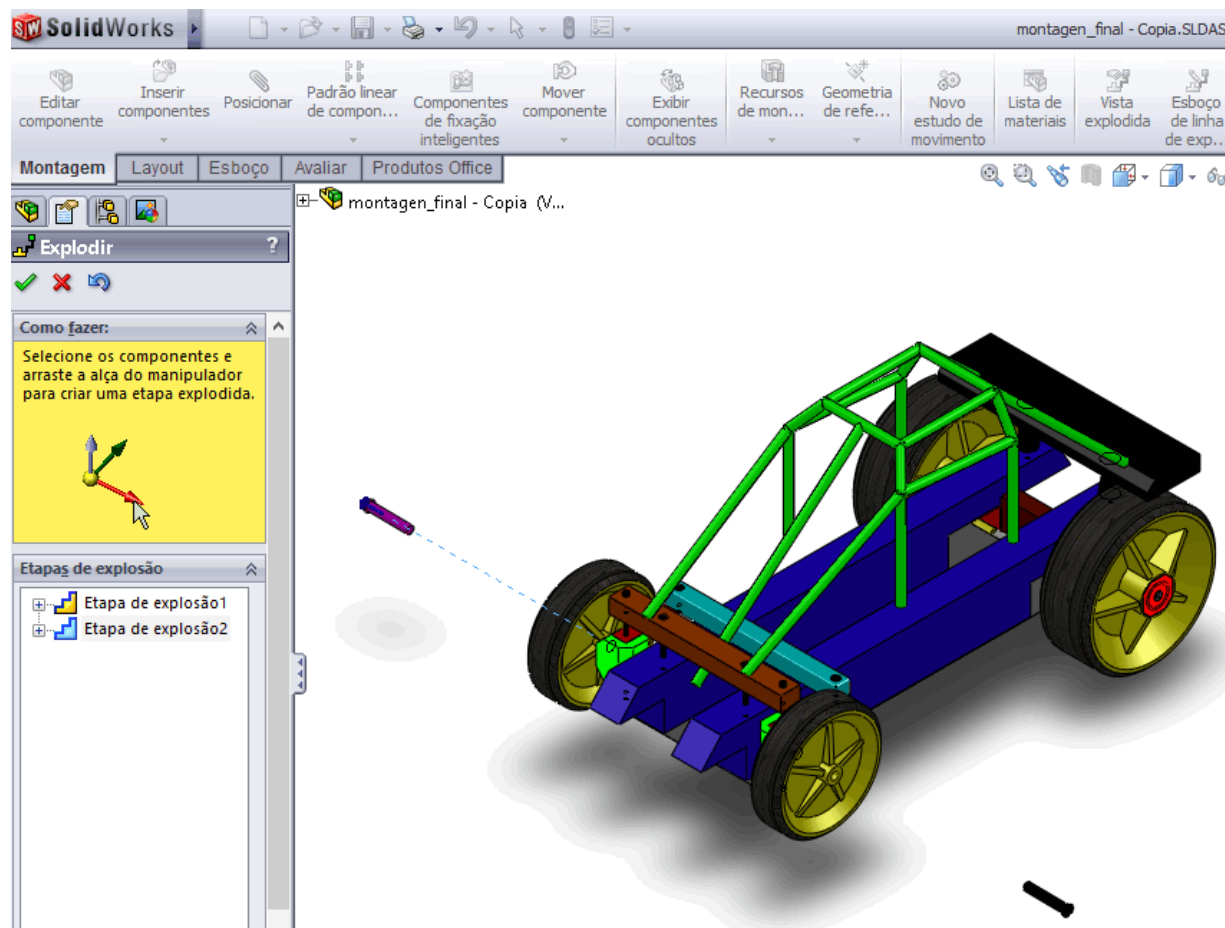 SolidWorks
montagen_final - Copia.SLDAS
Editar
componente
Inserir
componentes
Posicionar
Padrão linear
de compon...
Componentes
de fixação
inteligentes
Mover
componente
Exibir
componentes
ocultos
Recursos
de mon...
Geometria
de refe...
Novo
estudo de
movimento
Lista de
materiais
Vista
explodida
Esboço
de linha
de exp...
Montagem
Layout
Esboço
Avaliar
Produtos Office
montagen_final - Copia (V...
Explodir
?
Como fazer:
Selecione os componentes e
arraste a alça do manipulador
para criar uma etapa explodida.
Etapas de explosão
Etapa de explosão1
Etapa de explosão2